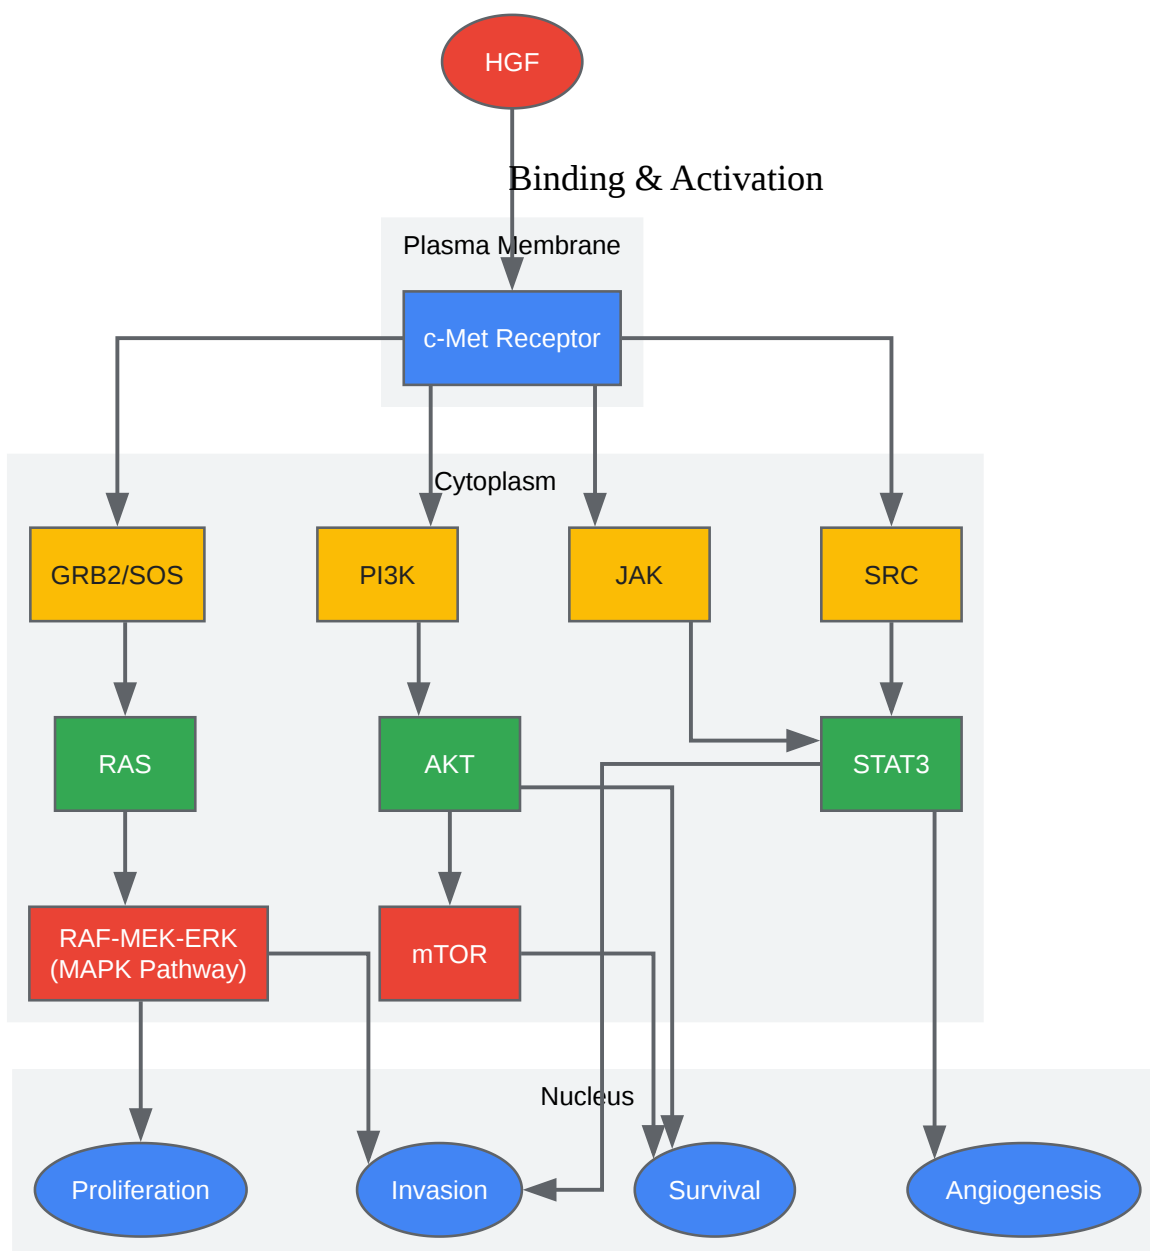 HGF
Binding & Activation
Plasma Membrane
c-Met Receptor
Cytoplasm
GRB2/SOS
PI3K
JAK
SRC
RAS
AKT
STAT3
RAF-MEK-ERK
(MAPK Pathway)
mTOR
Nucleus
Proliferation
Invasion
Survival
Angiogenesis